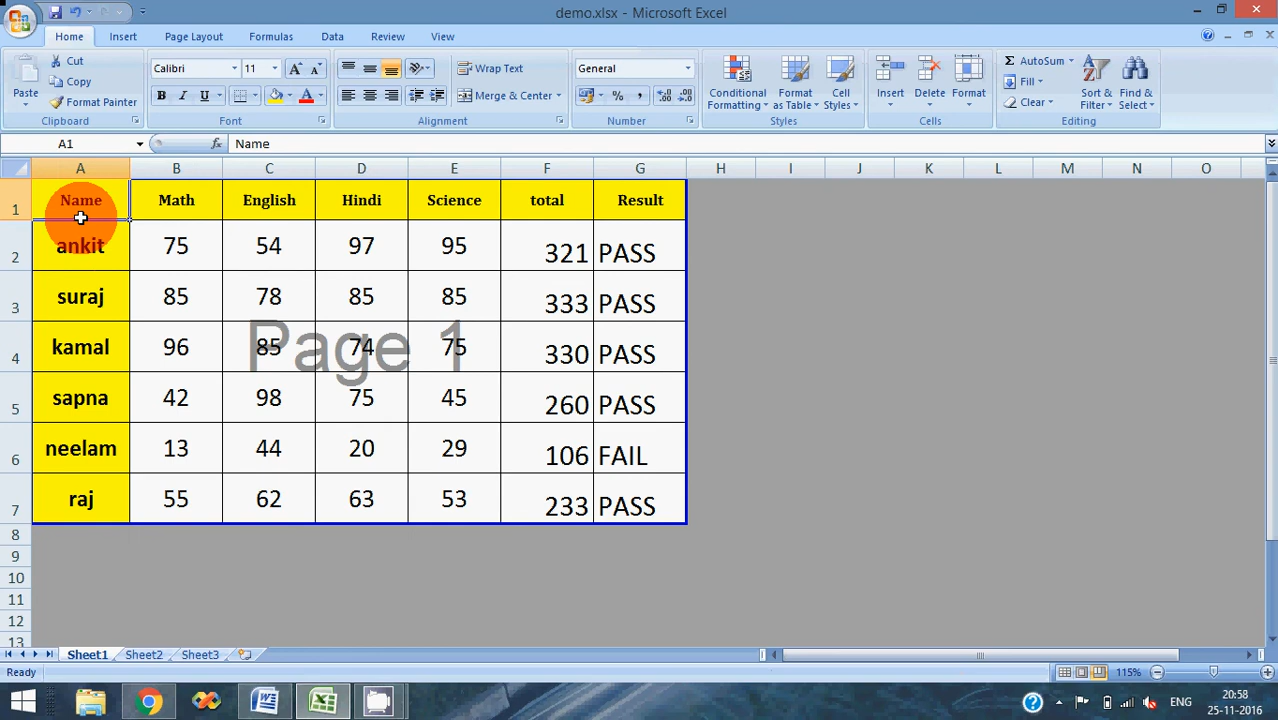 demo.xlsx - Microsoft Excel
Home Insert Page Layout Formulas Data Review View
Paste Cut Copy Format Painter Clipboard
Calibri 11 A A B I U A Font
Wrap Text Merge & Center Alignment
General % , .0 .00 .00 .0 Number
Conditional Formatting Format as Table Cell Styles Styles
Insert Delete Format Cells
Σ AutoSum Fill Clear Sort & Filter Find & Select Editing
A1 fx Name
A B C D E F G H I J K L M N O
1 Name Math English Hindi Science total Result
2 ankit 75 54 97 95 321 PASS
3 suraj 85 78 85 85 333 PASS
4 kamal 96 85 74 75 330 PASS
Page 1
5 sapna 42 98 75 45 260 PASS
6 neelam 13 44 20 29 106 FAIL
7 raj 55 62 63 53 233 PASS
8
9
10
11
12
13
Sheet1 Sheet2 Sheet3
Ready 115%
ENG 20:58
25-11-2016